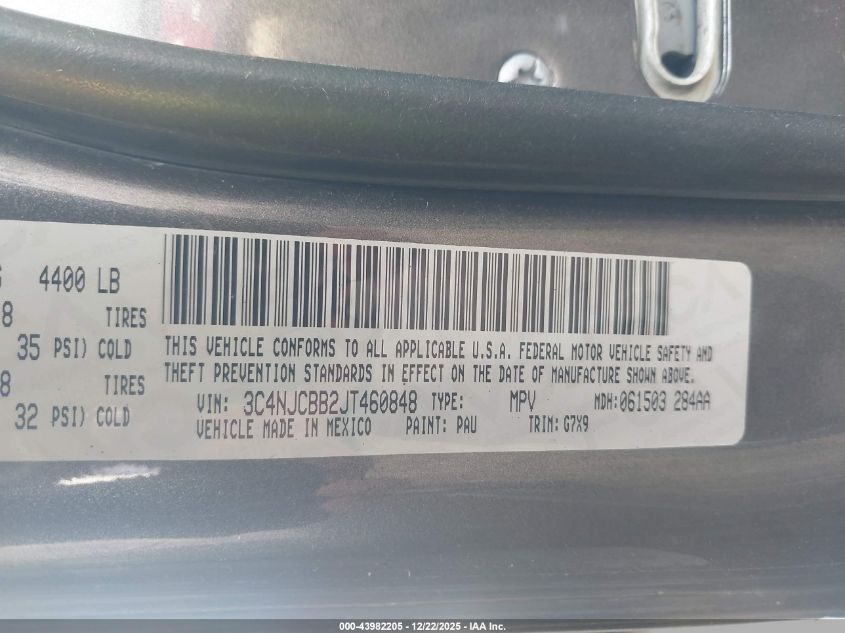 G 4400 LB
8 TIRES
35 PSI) COLD
8 TIRES
32 PSI) COLD
THIS VEHICLE CONFORMS TO ALL APPLICABLE U.S.A. FEDERAL MOTOR VEHICLE SAFETY AND
THEFT PREVENTION STANDARDS IN EFFECT ON THE DATE OF MANUFACTURE SHOWN ABOVE.
VIN: 3C4NJCBB2JT460848 TYPE: MPV MDH:061503 284AA
VEHICLE MADE IN MEXICO PAINT: PAU TRIM: G7X9
000-43982205 - 12/22/2025 - IAA Inc.